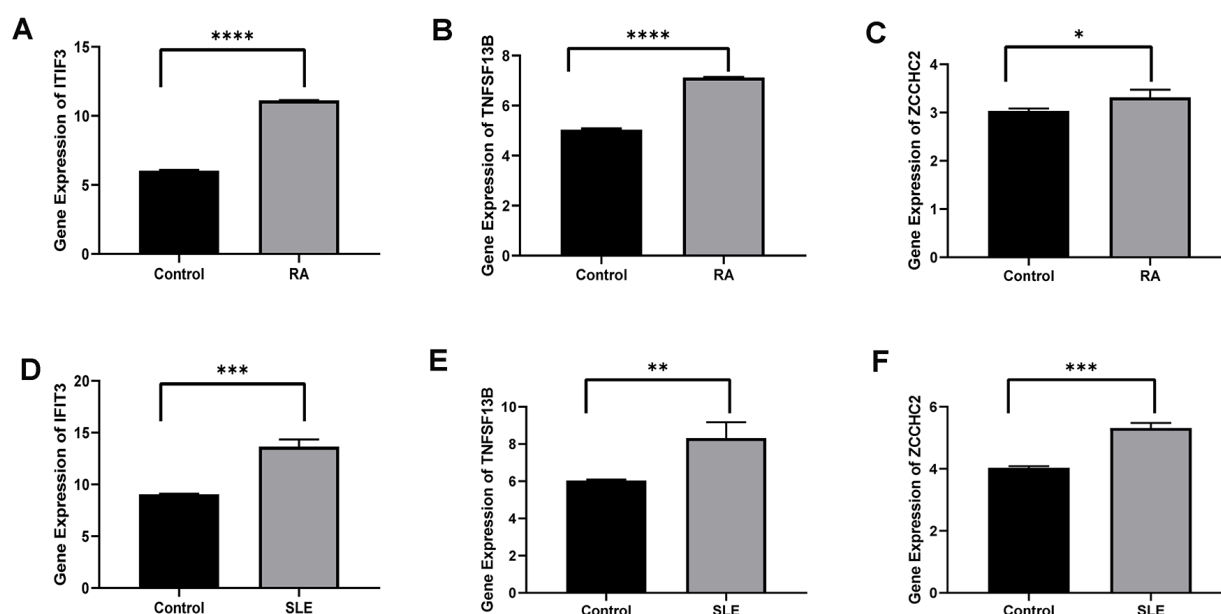 A
Gene Expression of ITIF3
15
10
5
0
****
Control
RA
B
Gene Expression of TNFSF13B
8
6
4
2
0
****
Control
RA
C
Gene Expression of ZCCHC2
4
3
2
1
0
*
Control
RA
D
Gene Expression of IFIT3
20
15
10
5
0
***
Control
SLE
E
Gene Expression of TNFSF13B
10
8
6
4
2
0
**
Control
SLE
F
Gene Expression of ZCCHC2
6
4
2
0
***
Control
SLE